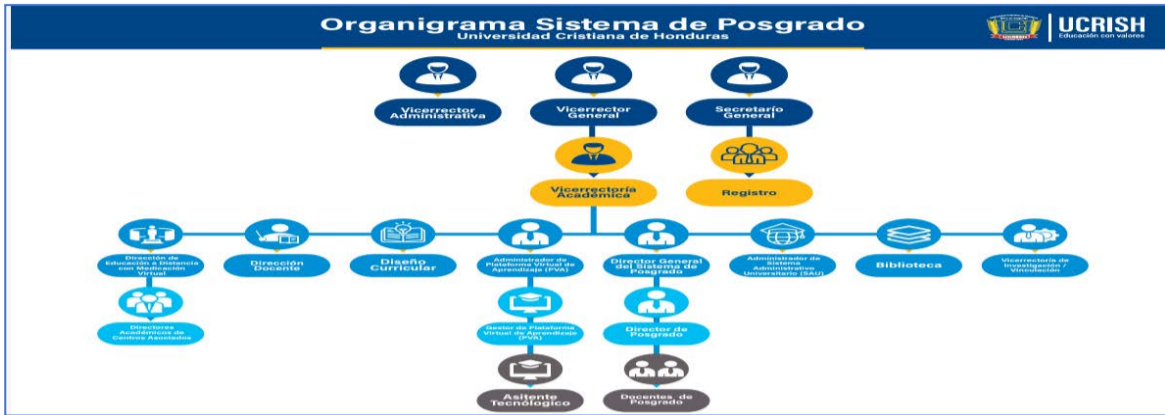 Organigrama Sistema de Posgrado
Universidad Cristiana de Honduras
UCRISH
Educación con valores
Vicerrector
Administrativa
Vicerrector
General
Secretarío
General
Vicerrectoría
Académica
Registro
Dirección de
Educación a Distancia
con Medicación
Virtual
Dirección
Docente
Diseño
Curricular
Administrador de
Plataforma Virtual de
Aprendizaje (PVA)
Director General
del Sistema de
Posgrado
Administrador de
Sistema
Administrativo
Universitario (SAU)
Biblioteca
Vicerrectoría de
Investigación /
Vinculación
Directores
Académicos de
Centros Asociados
Gestor de Plataforma
Virtual de Aprendizaje
(PVA)
Director de
Posgrado
Asitente
Tecnológico
Docentes de
Posgrado